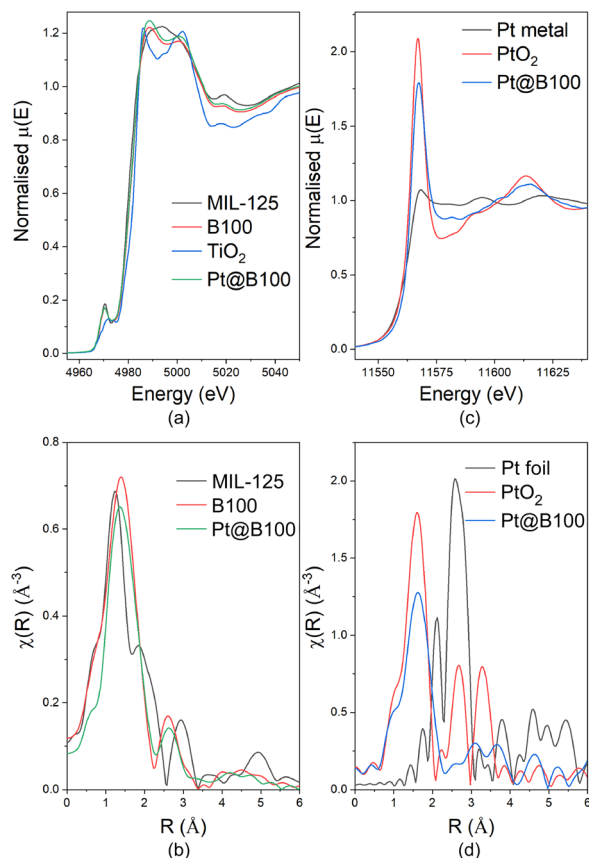 1.2
1.0
0.8
0.6
0.4
0.2
0.0
Normalised μ(E)
MIL-125
B100
TiO₂
Pt@B100
4960 4980 5000 5020 5040
Energy (eV)
(a)
2.0
1.5
1.0
0.5
0.0
Normalised μ(E)
Pt metal
PtO₂
Pt@B100
11550 11575 11600 11625
Energy (eV)
(c)
0.8
0.6
0.4
0.2
0.0
χ(R) (Å⁻³)
MIL-125
B100
Pt@B100
0 1 2 3 4 5 6
R (Å)
(b)
2.0
1.5
1.0
0.5
0.0
χ(R) (Å⁻³)
Pt foil
PtO₂
Pt@B100
0 1 2 3 4 5 6
R (Å)
(d)